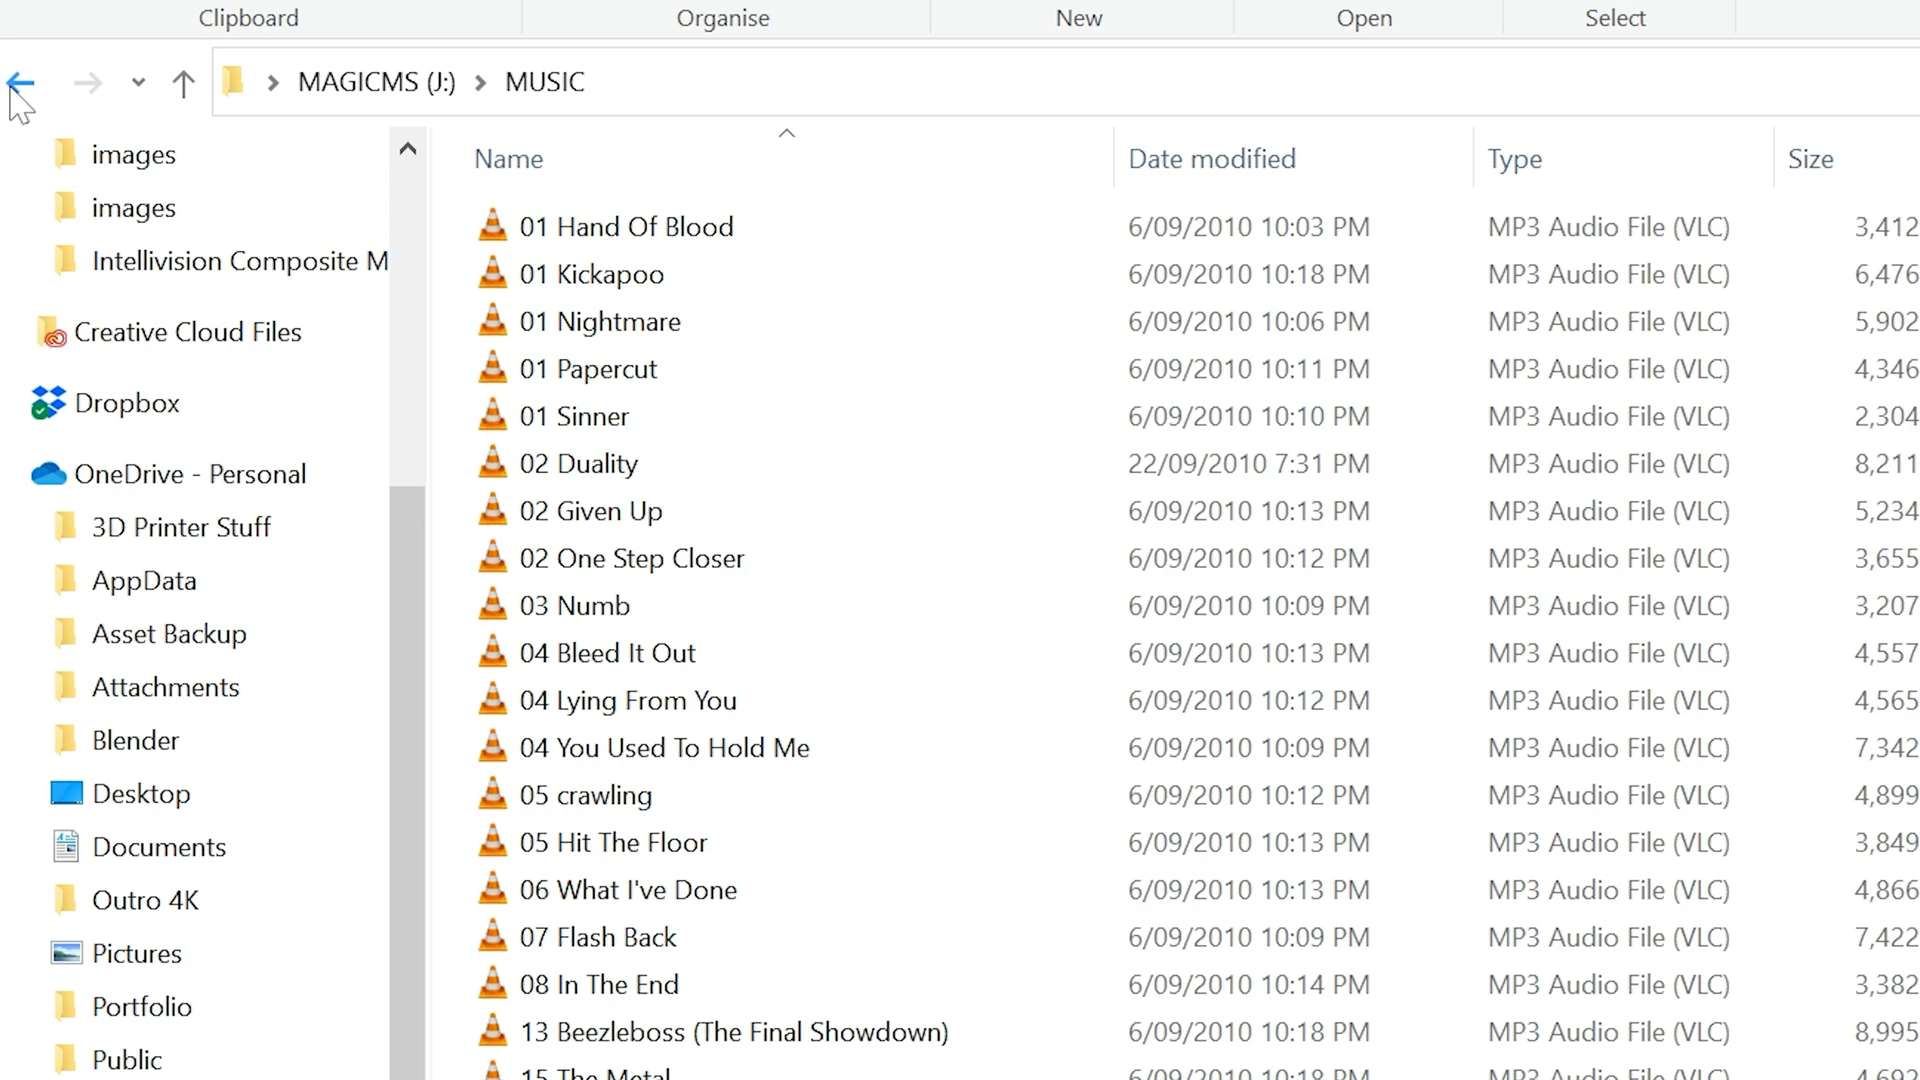 Clipboard Organise New Open Select
MAGICMS (J:) MUSIC
images
images
Intellivision Composite M
Creative Cloud Files
Dropbox
OneDrive - Personal
3D Printer Stuff
AppData
Asset Backup
Attachments
Blender
Desktop
Documents
Outro 4K
Pictures
Portfolio
Public
Name Date modified Type Size
01 Hand Of Blood 6/09/2010 10:03 PM MP3 Audio File (VLC) 3,412
01 Kickapoo 6/09/2010 10:18 PM MP3 Audio File (VLC) 6,476
01 Nightmare 6/09/2010 10:06 PM MP3 Audio File (VLC) 5,902
01 Papercut 6/09/2010 10:11 PM MP3 Audio File (VLC) 4,346
01 Sinner 6/09/2010 10:10 PM MP3 Audio File (VLC) 2,304
02 Duality 22/09/2010 7:31 PM MP3 Audio File (VLC) 8,211
02 Given Up 6/09/2010 10:13 PM MP3 Audio File (VLC) 5,234
02 One Step Closer 6/09/2010 10:12 PM MP3 Audio File (VLC) 3,655
03 Numb 6/09/2010 10:09 PM MP3 Audio File (VLC) 3,207
04 Bleed It Out 6/09/2010 10:13 PM MP3 Audio File (VLC) 4,557
04 Lying From You 6/09/2010 10:12 PM MP3 Audio File (VLC) 4,565
04 You Used To Hold Me 6/09/2010 10:09 PM MP3 Audio File (VLC) 7,342
05 crawling 6/09/2010 10:12 PM MP3 Audio File (VLC) 4,899
05 Hit The Floor 6/09/2010 10:13 PM MP3 Audio File (VLC) 3,849
06 What I've Done 6/09/2010 10:13 PM MP3 Audio File (VLC) 4,866
07 Flash Back 6/09/2010 10:09 PM MP3 Audio File (VLC) 7,422
08 In The End 6/09/2010 10:14 PM MP3 Audio File (VLC) 3,382
13 Beezleboss (The Final Showdown) 6/09/2010 10:18 PM MP3 Audio File (VLC) 8,995
15 The Metal 6/09/2010 10:18 PM MP3 Audio File (VLC) 4,692